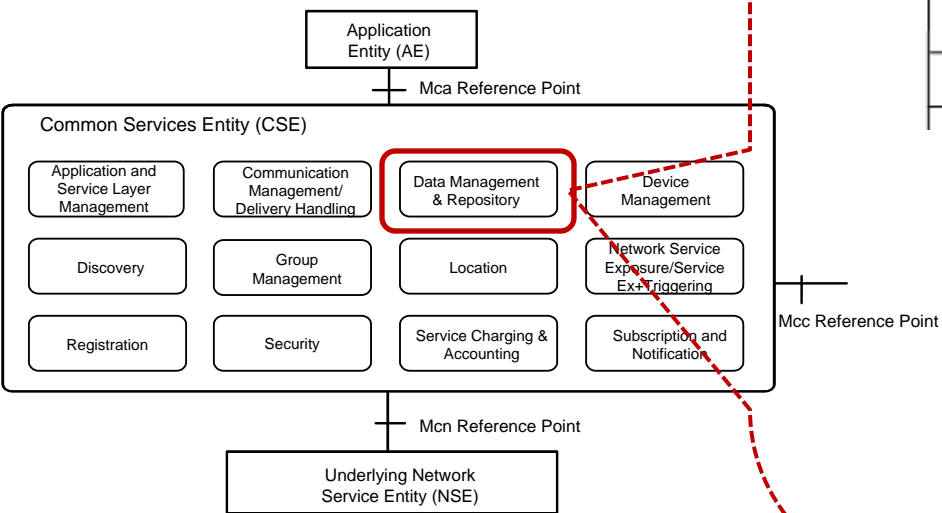 Application
Entity (AE)
Mca Reference Point
Common Services Entity (CSE)
Application and
Service Layer
Management
Communication
Management/
Delivery Handling
Data Management
& Repository
Device
Management
Discovery
Group
Management
Location
Network Service
Exposure/Service
Ex+Triggering
Mcc Reference Point
Registration
Security
Service Charging &
Accounting
Subscription and
Notification
Mcn Reference Point
Underlying Network
Service Entity (NSE)